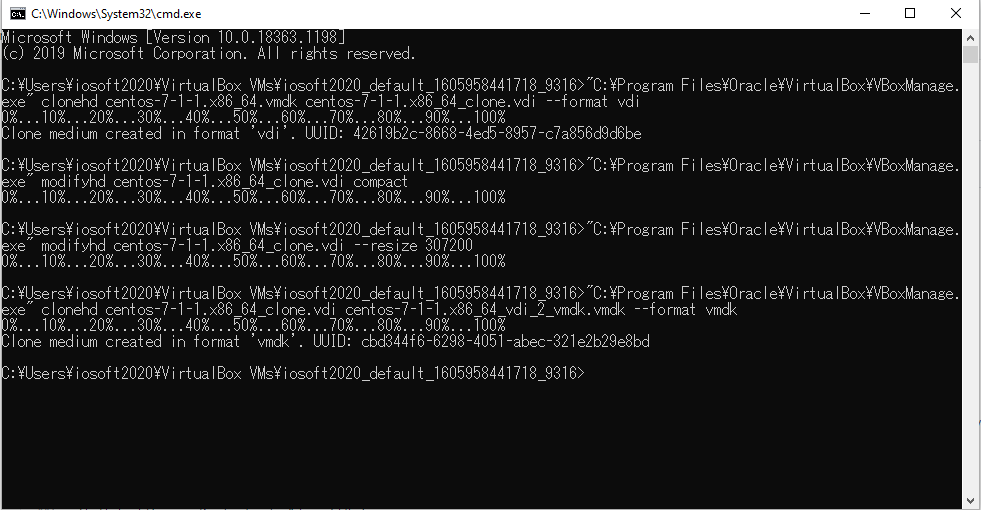 C:\Windows\System32\cmd.exe
Microsoft Windows [Version 10.0.18363.1198]
(c) 2019 Microsoft Corporation. All rights reserved.
C:¥Users¥iosoft2020¥VirtualBox VMs¥iosoft2020_default_1605958441718_9316>"C:¥Program Files¥Oracle¥VirtualBox¥VBoxManage.
exe" clonehd centos-7-1-1.x86_64.vmdk centos-7-1-1.x86_64_clone.vdi --format vdi
0%...10%...20%...30%...40%...50%...60%...70%...80%...90%...100%
Clone medium created in format 'vdi'. UUID: 42619b2c-8668-4ed5-8957-c7a856d9d6be
C:¥Users¥iosoft2020¥VirtualBox VMs¥iosoft2020_default_1605958441718_9316>"C:¥Program Files¥Oracle¥VirtualBox¥VBoxManage.
exe" modifyhd centos-7-1-1.x86_64_clone.vdi compact
0%...10%...20%...30%...40%...50%...60%...70%...80%...90%...100%
C:¥Users¥iosoft2020¥VirtualBox VMs¥iosoft2020_default_1605958441718_9316>"C:¥Program Files¥Oracle¥VirtualBox¥VBoxManage.
exe" modifyhd centos-7-1-1.x86_64_clone.vdi --resize 307200
0%...10%...20%...30%...40%...50%...60%...70%...80%...90%...100%
C:¥Users¥iosoft2020¥VirtualBox VMs¥iosoft2020_default_1605958441718_9316>"C:¥Program Files¥Oracle¥VirtualBox¥VBoxManage.
exe" clonehd centos-7-1-1.x86_64_clone.vdi centos-7-1-1.x86_64_vdi_2_vmdk.vmdk --format vmdk
0%...10%...20%...30%...40%...50%...60%...70%...80%...90%...100%
Clone medium created in format 'vmdk'. UUID: cbd344f6-6298-4051-abec-321e2b29e8bd
C:¥Users¥iosoft2020¥VirtualBox VMs¥iosoft2020_default_1605958441718_9316>